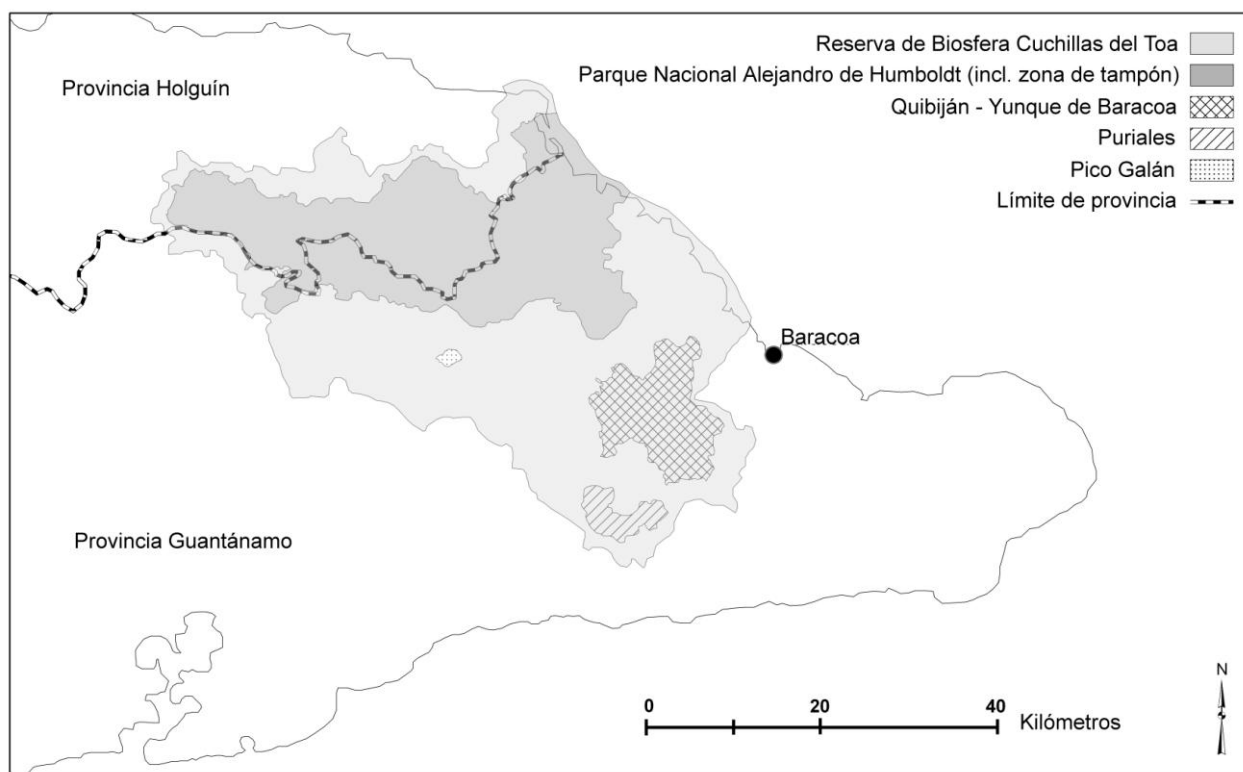 Reserva de Biosfera Cuchillas del Toa
Parque Nacional Alejandro de Humboldt (incl. zona de tampón)
Quibiján - Yunque de Baracoa
Puriales
Pico Galán
Límite de provincia
Provincia Holguín
Baracoa
Provincia Guantánamo
N
0 20 40
Kilómetros